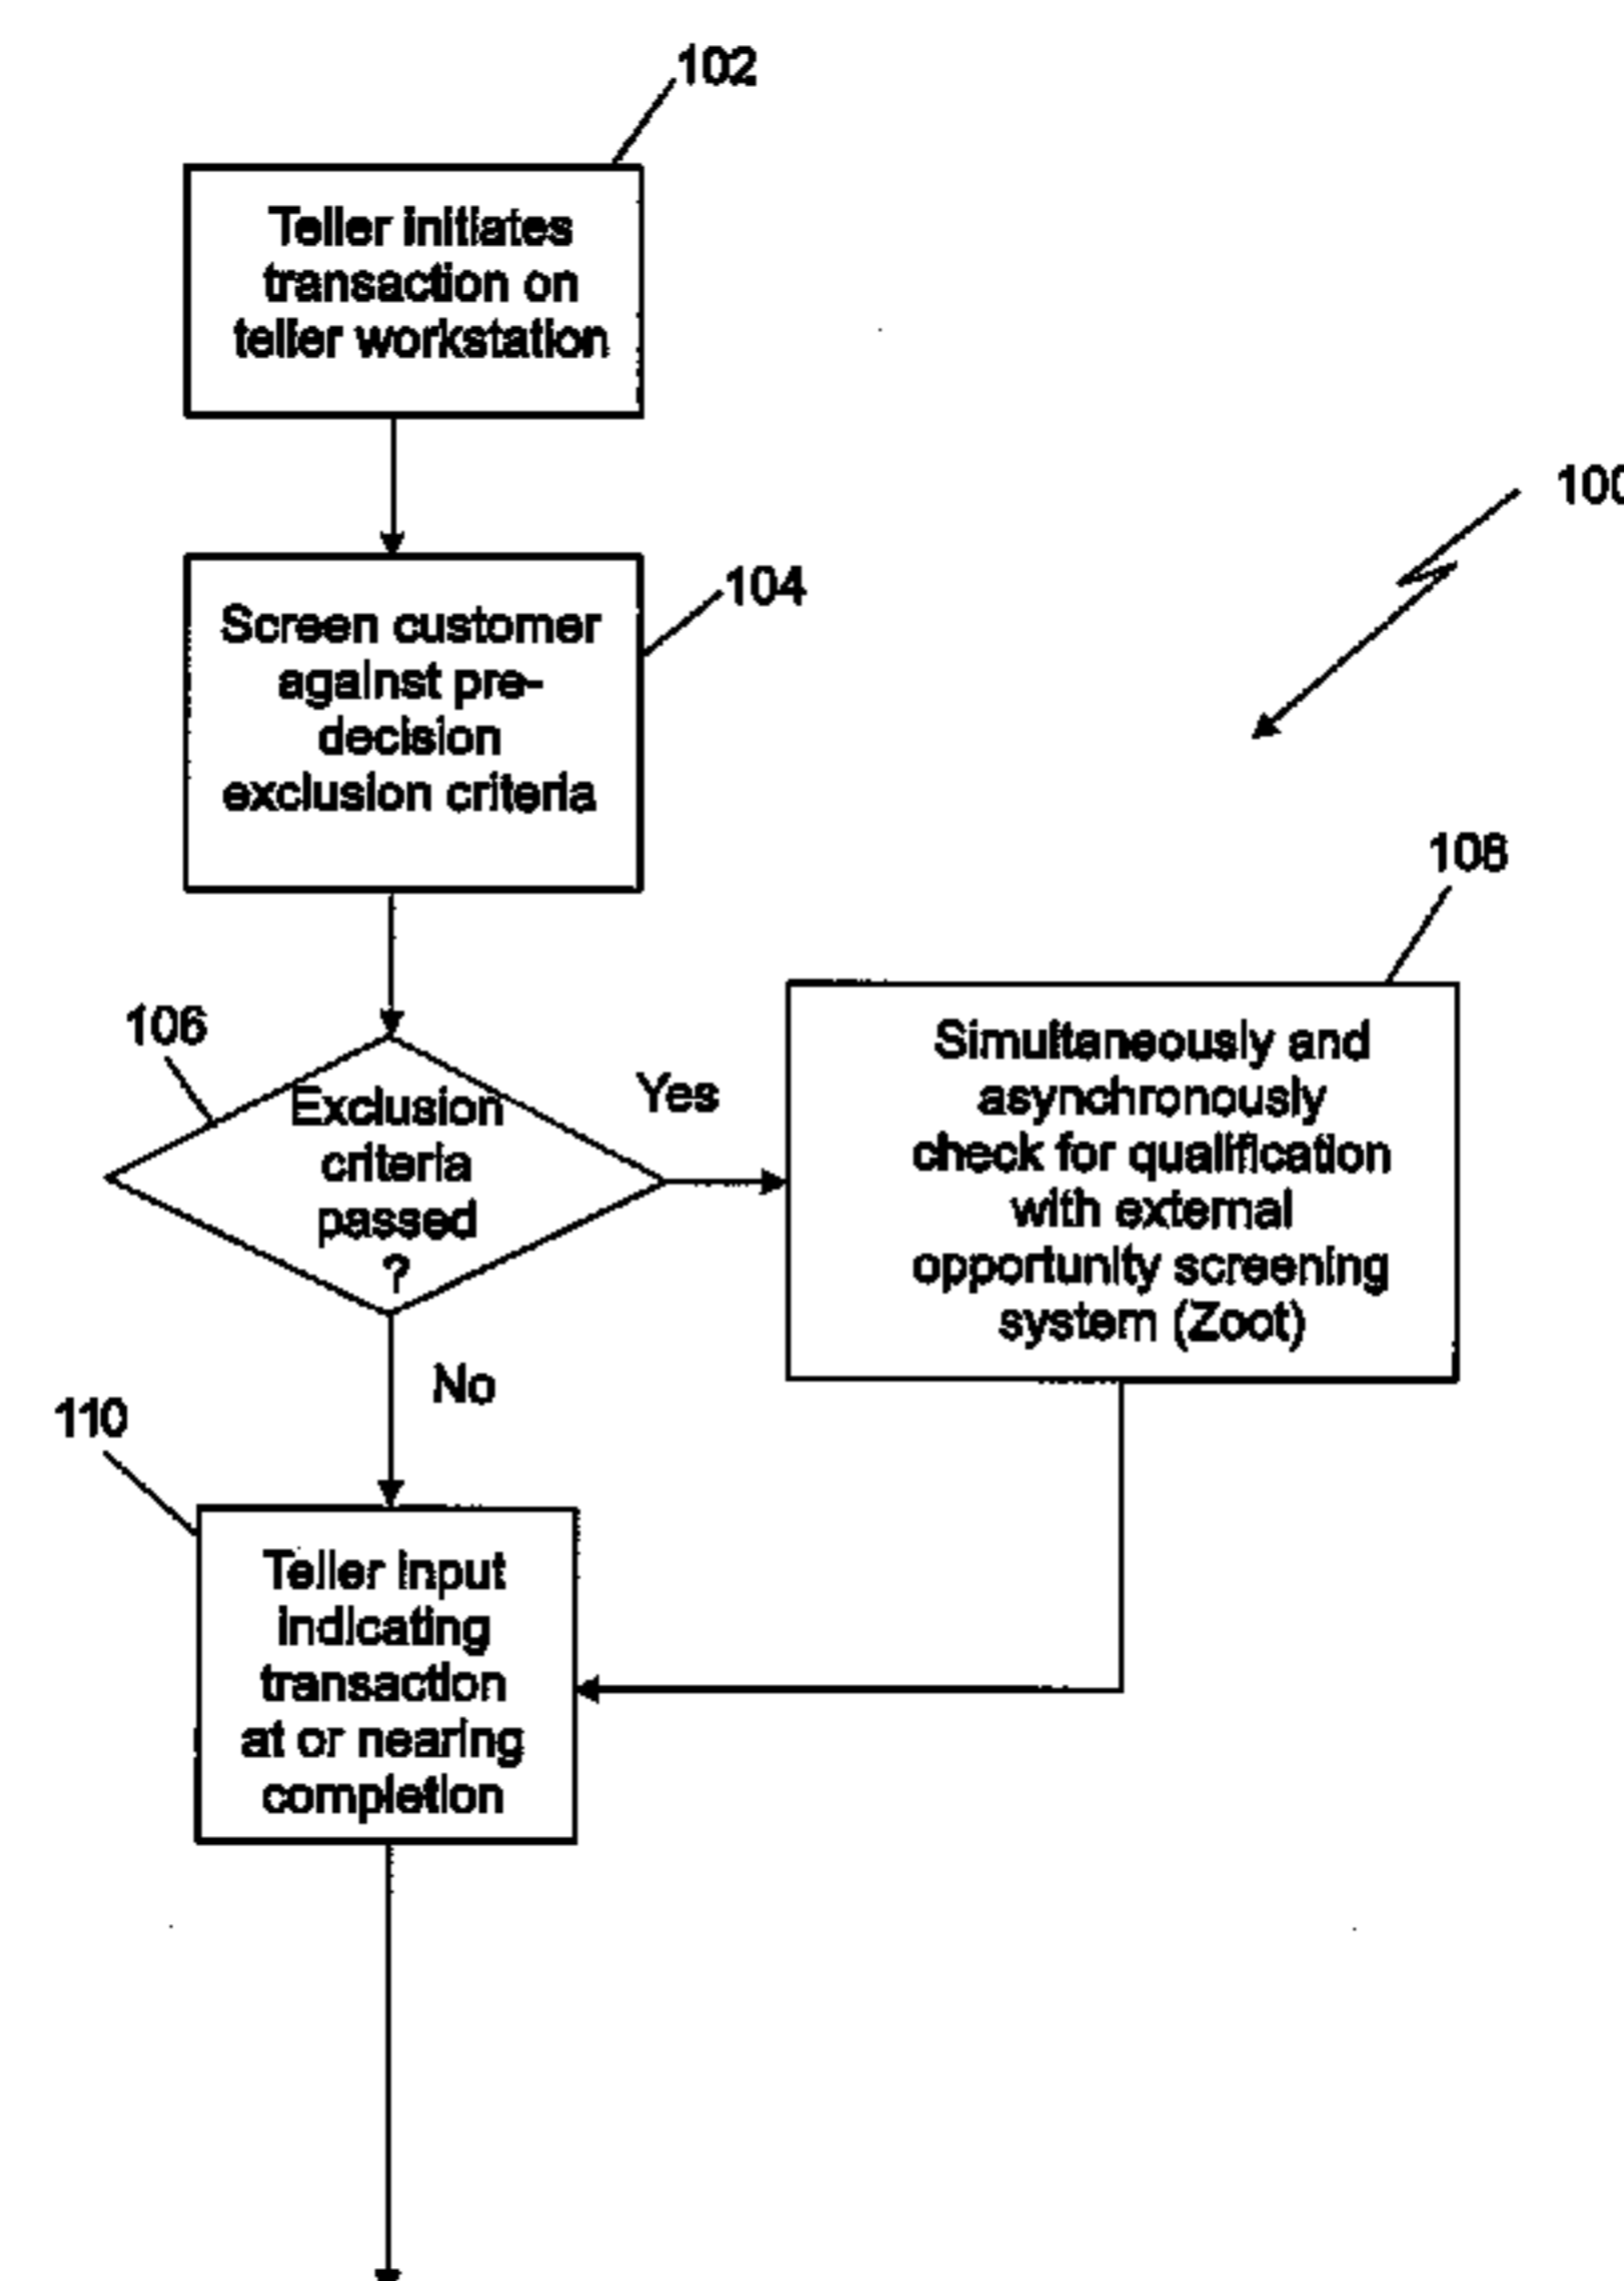 102
Teller initiates
transaction on
teller workstation
100
104
Screen customer
against pre-
decision
exclusion criteria
108
106
Exclusion
criteria
passed
?
Yes
Simultaneously and
asynchronously
check for qualification
with external
opportunity screening
system (Zoot)
No
110
Teller input
indicating
transaction
at or nearing
completion